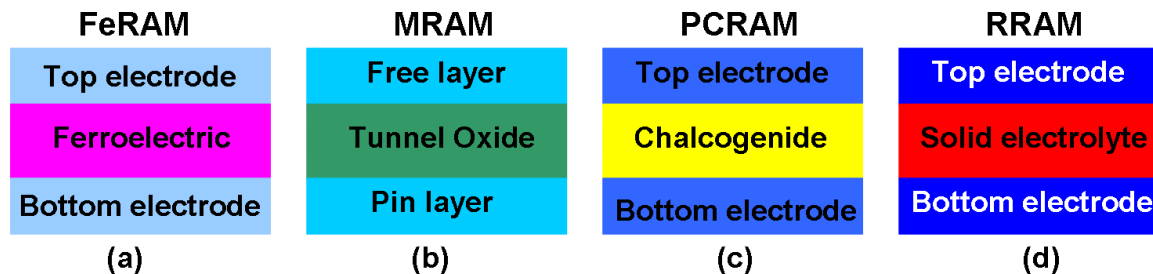 FeRAM
Top electrode
Ferroelectric
Bottom electrode
(a)
MRAM
Free layer
Tunnel Oxide
Pin layer
(b)
PCRAM
Top electrode
Chalcogenide
Bottom electrode
(c)
RRAM
Top electrode
Solid electrolyte
Bottom electrode
(d)